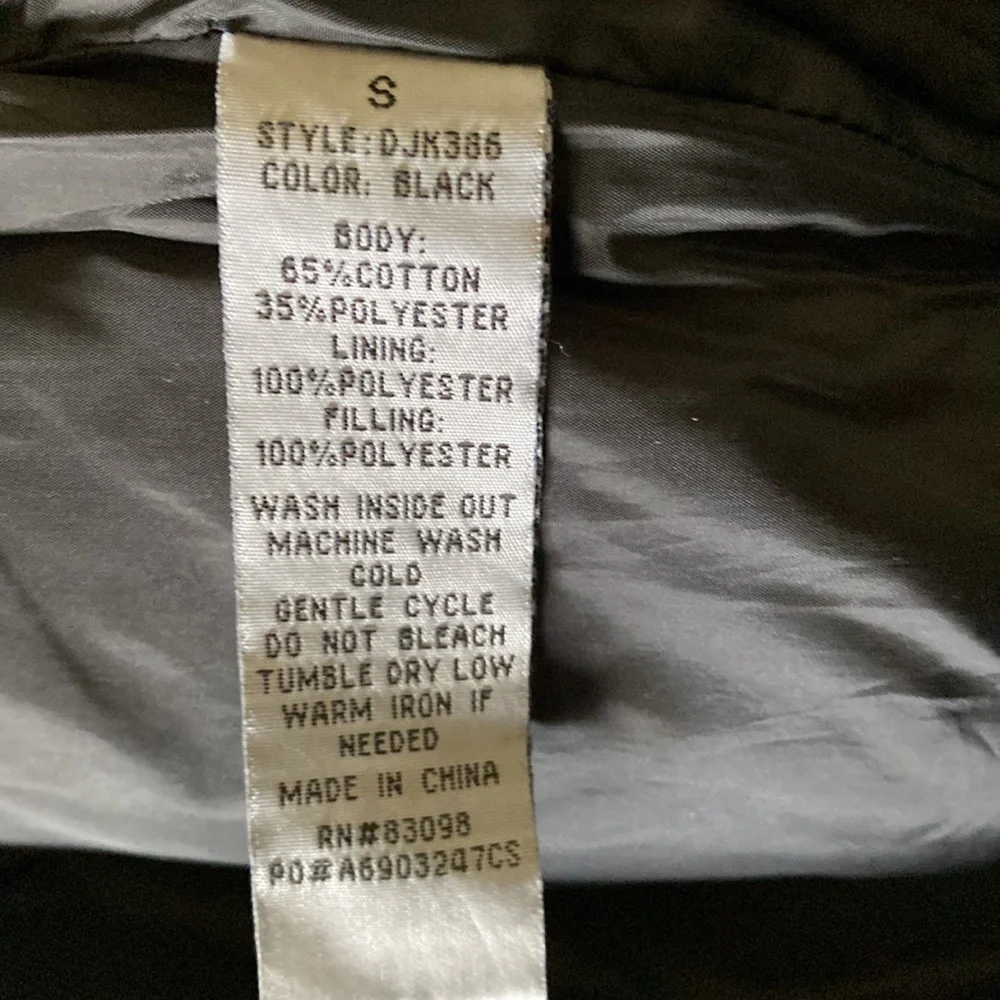 S
STYLE:DJK386
COLOR: BLACK
BODY:
65%COTTON
35%POLYESTER
LINING:
100%POLYESTER
FILLING:
100%POLYESTER
WASH INSIDE OUT
MACHINE WASH
COLD
GENTLE CYCLE
DO NOT BLEACH
TUMBLE DRY LOW
WARM IRON IF
NEEDED
MADE IN CHINA
RN#83098
PO#A6903247CS